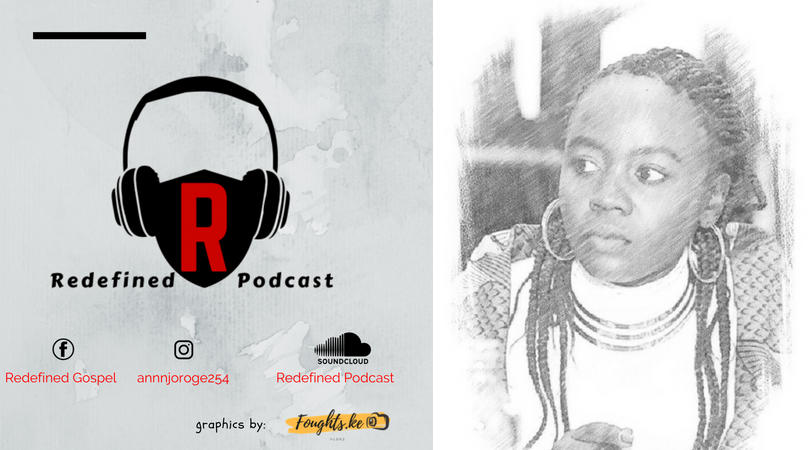 R
Redefined Podcast
SOUNDCLOUD
Redefined Gospel annnjoroge254 Redefined Podcast
graphics by: Foughts.ke